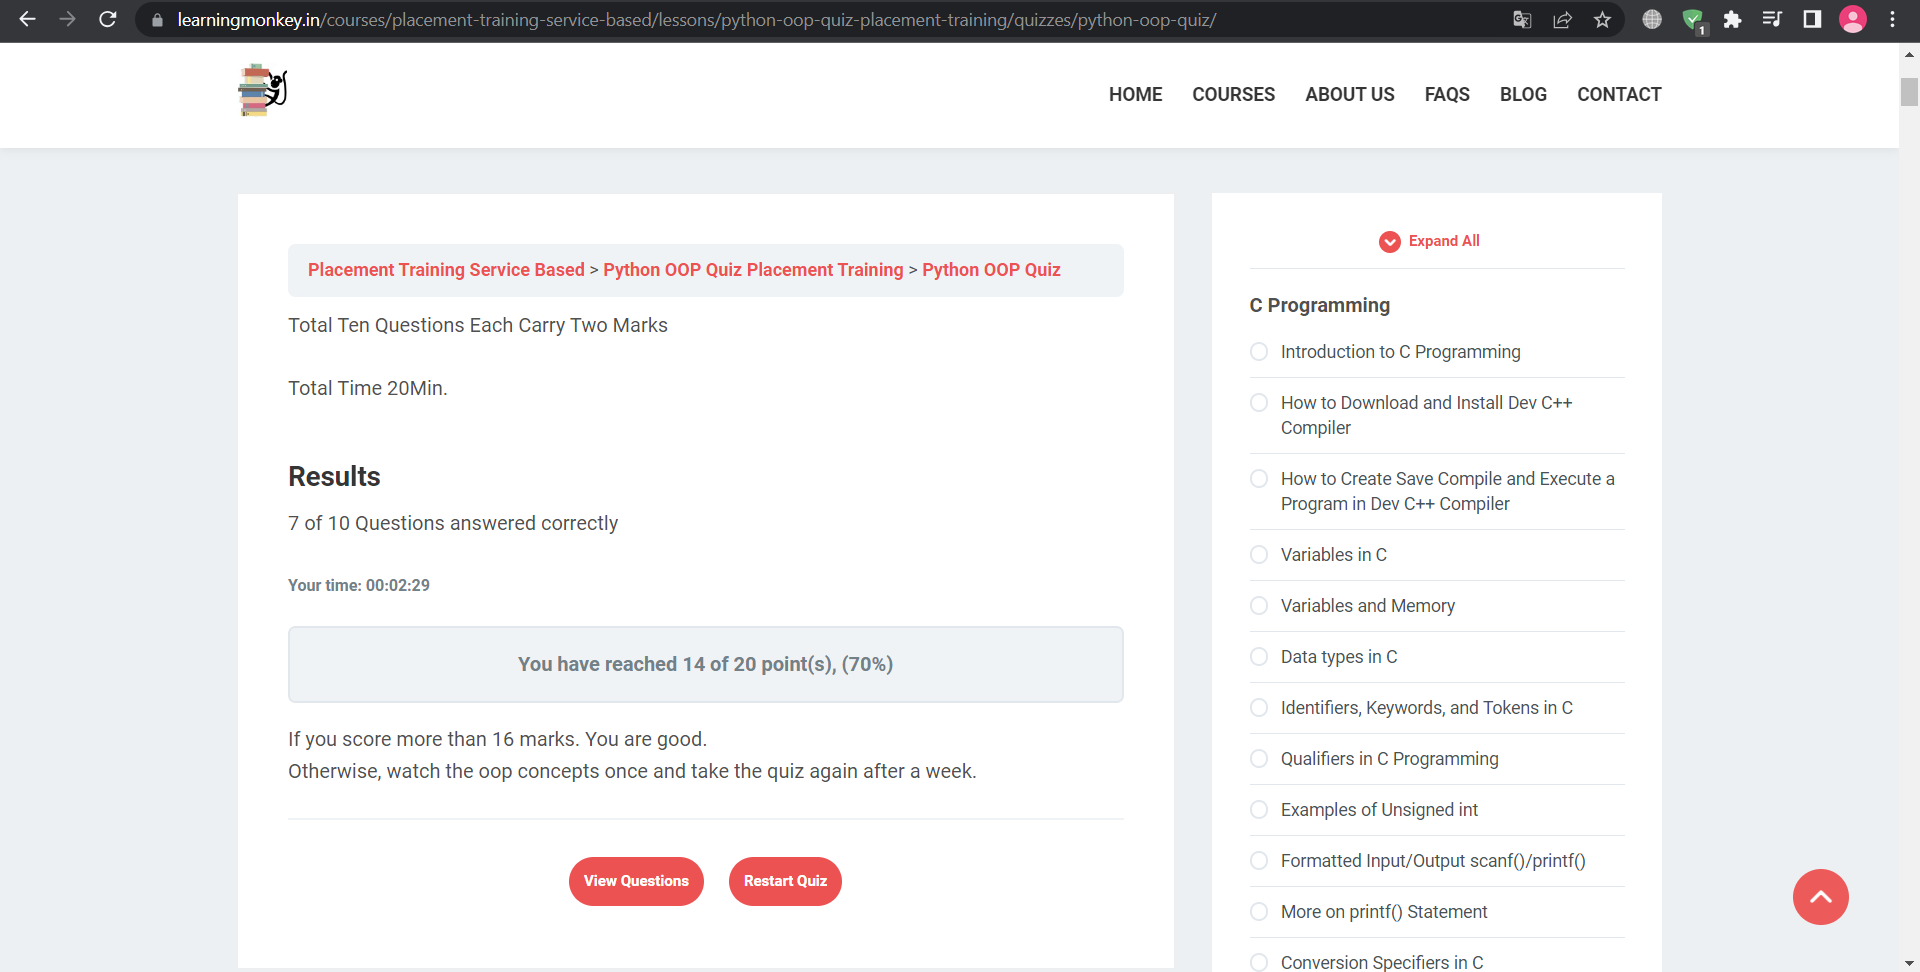 learningmonkey.in/courses/placement-training-service-based/lessons/python-oop-quiz-placement-training/quizzes/python-oop-quiz/
1
HOME COURSES ABOUT US FAQS BLOG CONTACT
Placement Training Service Based > Python OOP Quiz Placement Training > Python OOP Quiz
Total Ten Questions Each Carry Two Marks
Total Time 20Min.
Results
7 of 10 Questions answered correctly
Your time: 00:02:29
You have reached 14 of 20 point(s), (70%)
If you score more than 16 marks. You are good.
Otherwise, watch the oop concepts once and take the quiz again after a week.
View Questions Restart Quiz
Expand All
C Programming
Introduction to C Programming
How to Download and Install Dev C++
Compiler
How to Create Save Compile and Execute a
Program in Dev C++ Compiler
Variables in C
Variables and Memory
Data types in C
Identifiers, Keywords, and Tokens in C
Qualifiers in C Programming
Examples of Unsigned int
Formatted Input/Output scanf()/printf()
More on printf() Statement
Conversion Specifiers in C